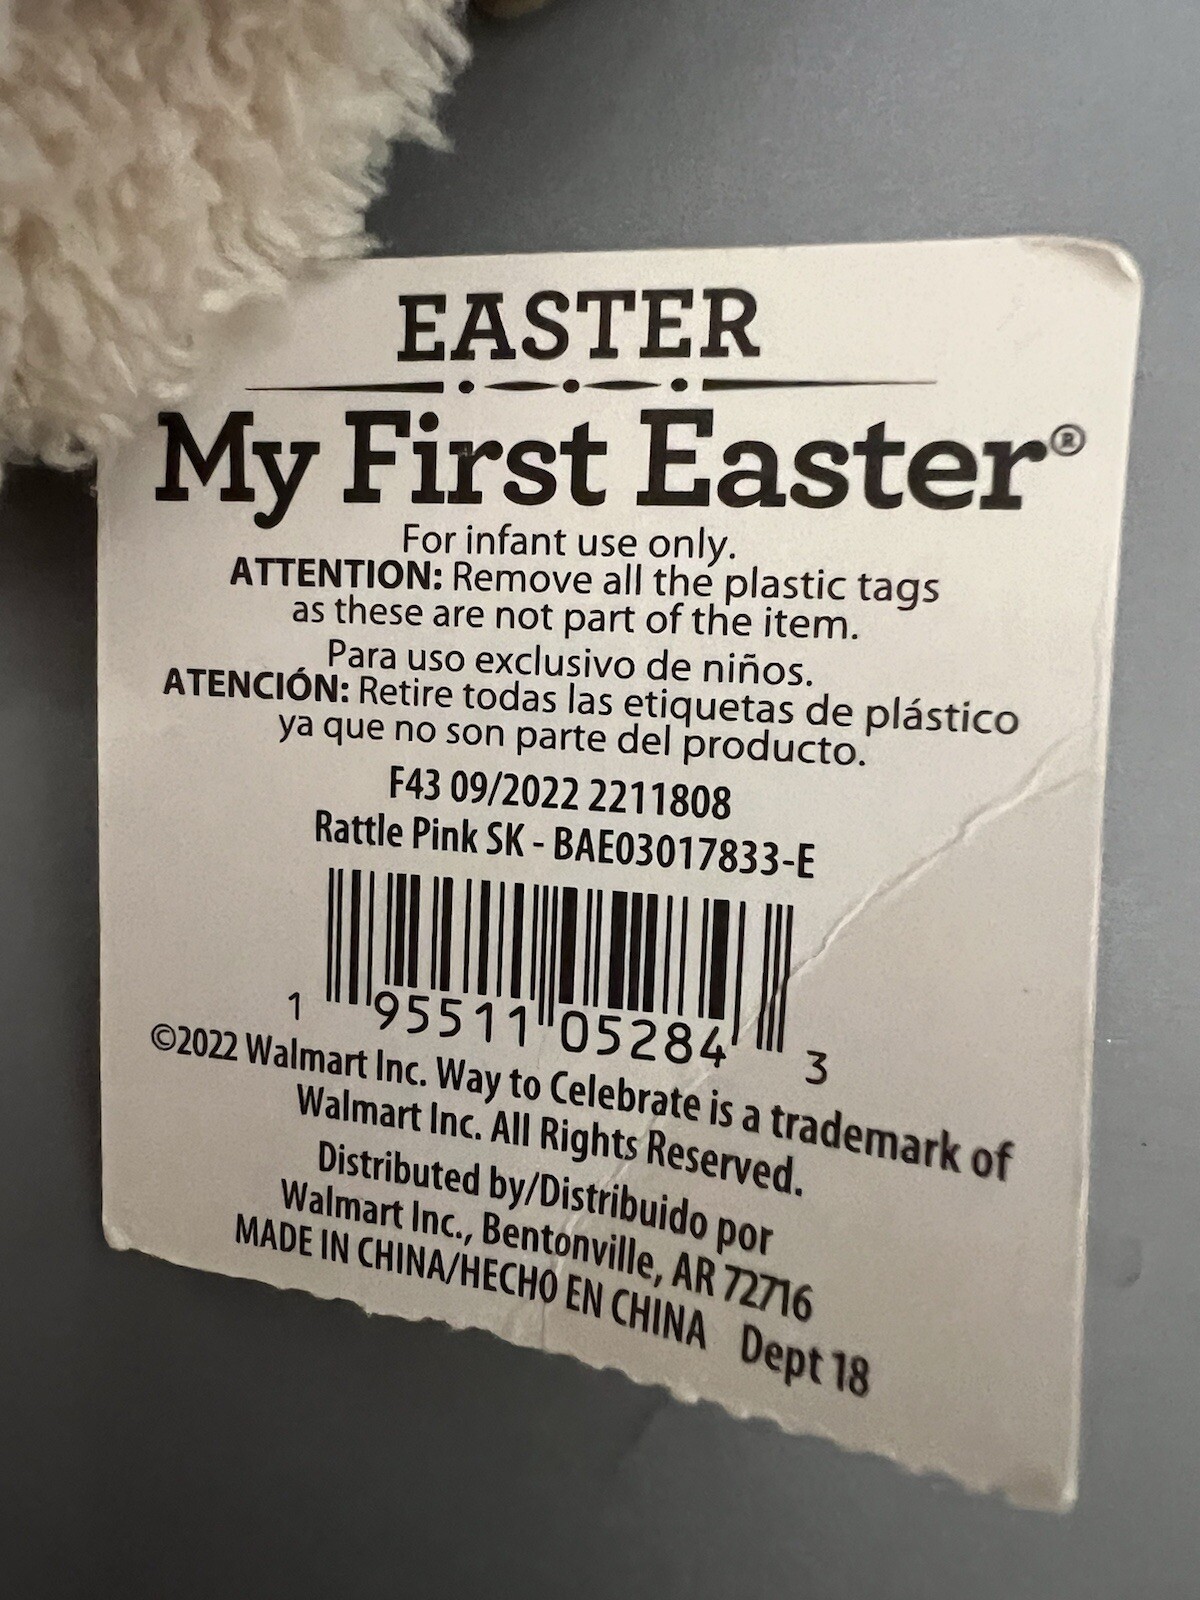 EASTER
My First Easter®
For infant use only.
ATTENTION: Remove all the plastic tags
as these are not part of the item.
Para uso exclusivo de niños.
ATENCIÓN: Retire todas las etiquetas de plástico
ya que no son parte del producto.
F43 09/2022 2211808
Rattle Pink SK - BAE03017833-E
1 95511 05284 3
©2022 Walmart Inc. Way to Celebrate is a trademark of
Walmart Inc. All Rights Reserved.
Distributed by/Distribuido por
Walmart Inc., Bentonville, AR 72716
MADE IN CHINA/HECHO EN CHINA Dept 18